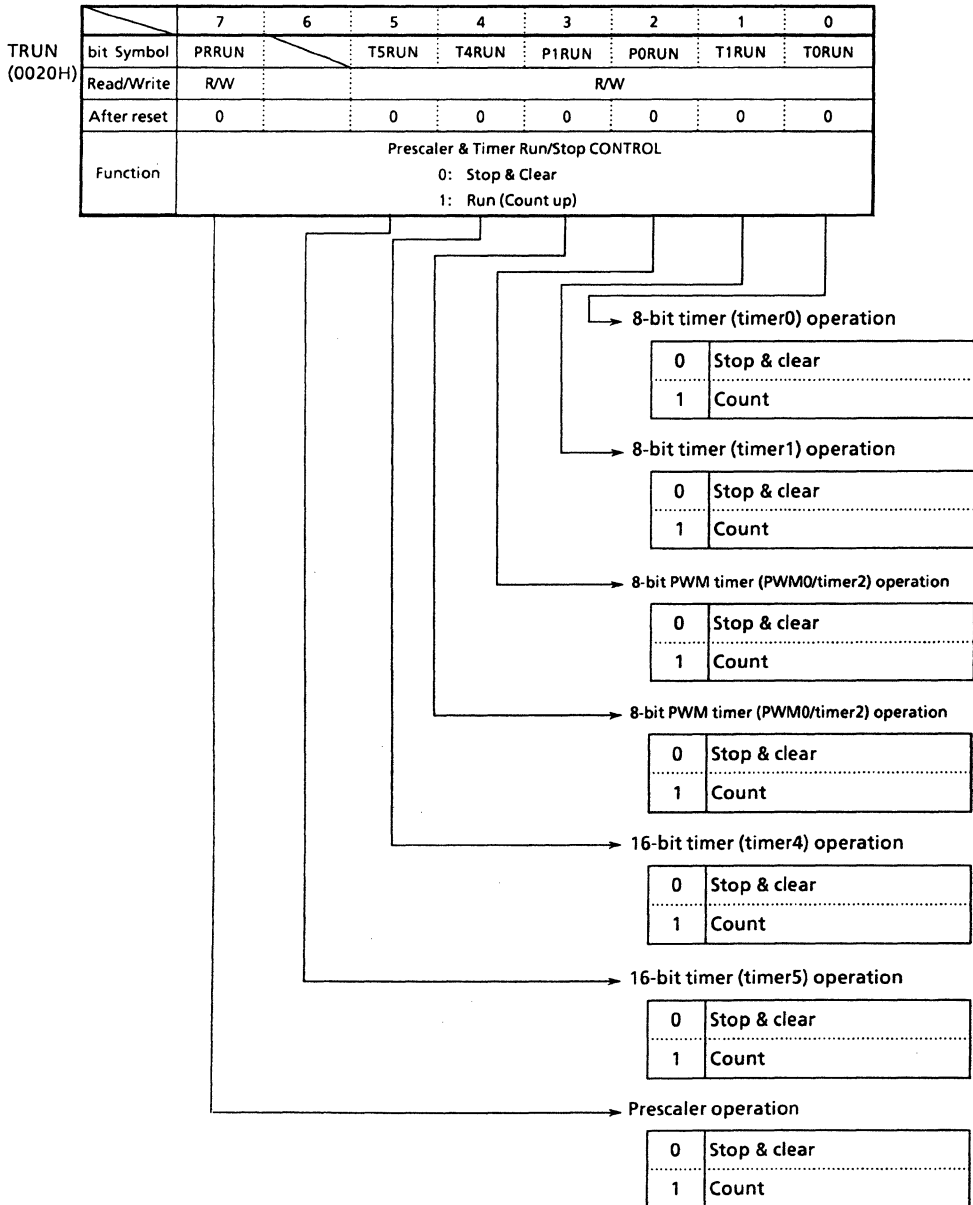 7 6 5 4 3 2 1 0
TRUN (0020H)
bit Symbol PRRUN T5RUN T4RUN P1RUN P0RUN T1RUN T0RUN
Read/Write R/W R/W
After reset 0 0 0 0 0 0 0
Function
Prescaler & Timer Run/Stop CONTROL
0: Stop & Clear
1: Run (Count up)
8-bit timer (timer0) operation
0 Stop & clear
1 Count
8-bit timer (timer1) operation
0 Stop & clear
1 Count
8-bit PWM timer (PWM0/timer2) operation
0 Stop & clear
1 Count
8-bit PWM timer (PWM0/timer2) operation
0 Stop & clear
1 Count
16-bit timer (timer4) operation
0 Stop & clear
1 Count
16-bit timer (timer5) operation
0 Stop & clear
1 Count
Prescaler operation
0 Stop & clear
1 Count